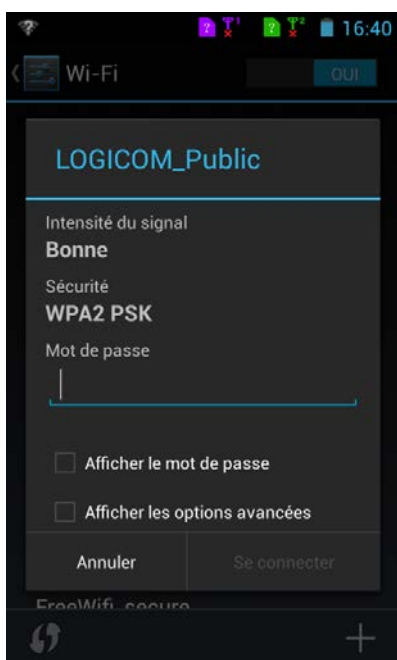 16:40
Wi-Fi
OUI
LOGICOM_Public
Intensité du signal
Bonne
Sécurité
WPA2 PSK
Mot de passe
Afficher le mot de passe
Afficher les options avancées
Annuler
Se connecter
FreeWifi_secure